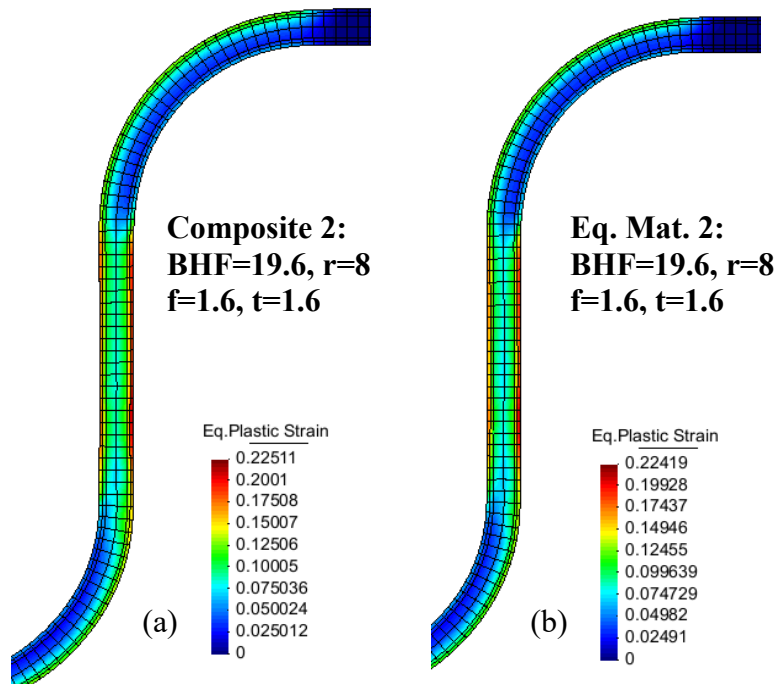 Composite 2:
BHF=19.6, r=8
f=1.6, t=1.6
Eq.Plastic Strain
0.22511
0.2001
0.17508
0.15007
0.12506
0.10005
0.075036
0.050024
0.025012
0
(a)
Eq. Mat. 2:
BHF=19.6, r=8
f=1.6, t=1.6
Eq.Plastic Strain
0.22419
0.19928
0.17437
0.14946
0.12455
0.099639
0.074729
0.04982
0.02491
0
(b)